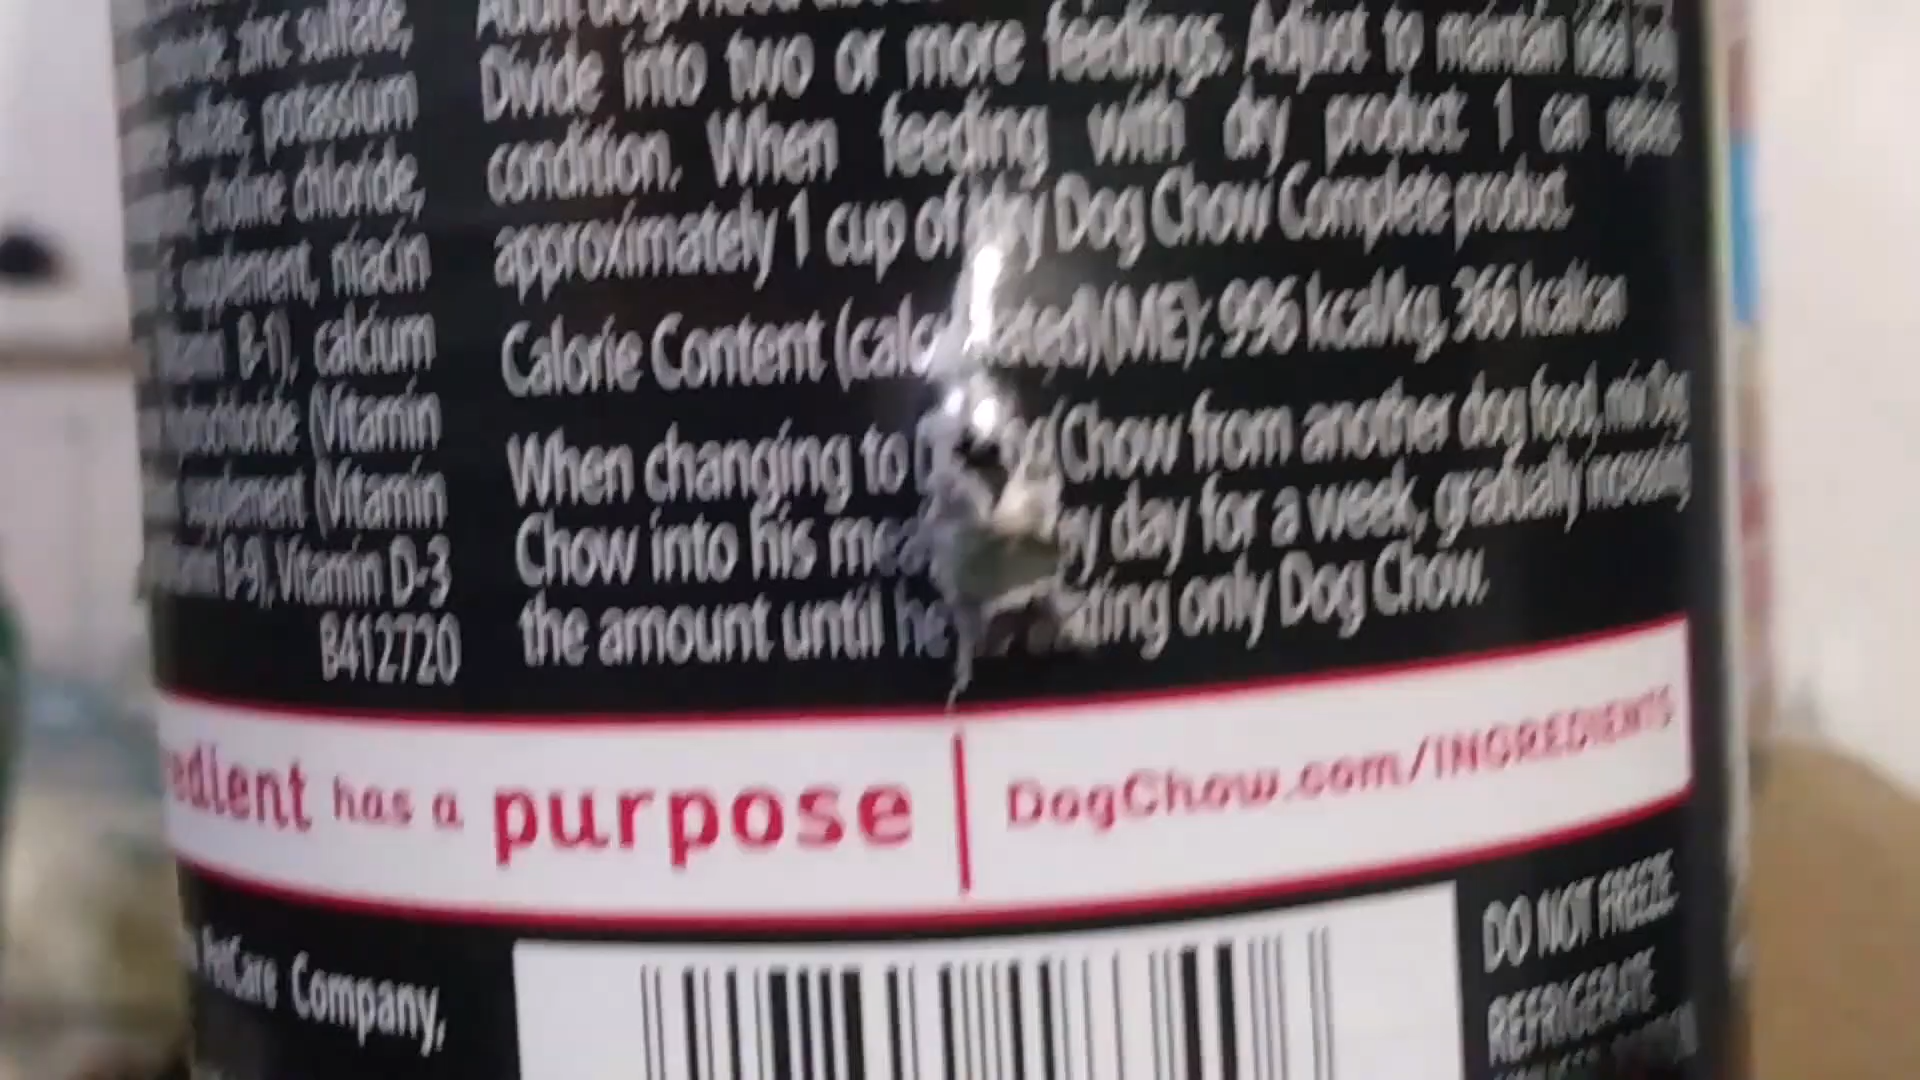 zinc sulfate,
sulfate, potassium
choline chloride,
supplement, niacin
B-1), calcium
(Vitamin
supplement (Vitamin
B-9), Vitamin D-3
B412720
Divide into two or more feedings. Adjust to maintain ideal body
condition. When feeding with dry product: 1 can replaces
approximately 1 cup of dry Dog Chow Complete product.
Calorie Content (calculated)(ME): 996 kcal/kg, 366 kcal/can
When changing to Chow from another dog food, mix Dog
Chow into his day for a week, gradually increasing
the amount until he only Dog Chow.
has a purpose | DogChow.com/INGREDIENTS
PetCare Company,
DO NOT FREEZE
REFRIGERATE